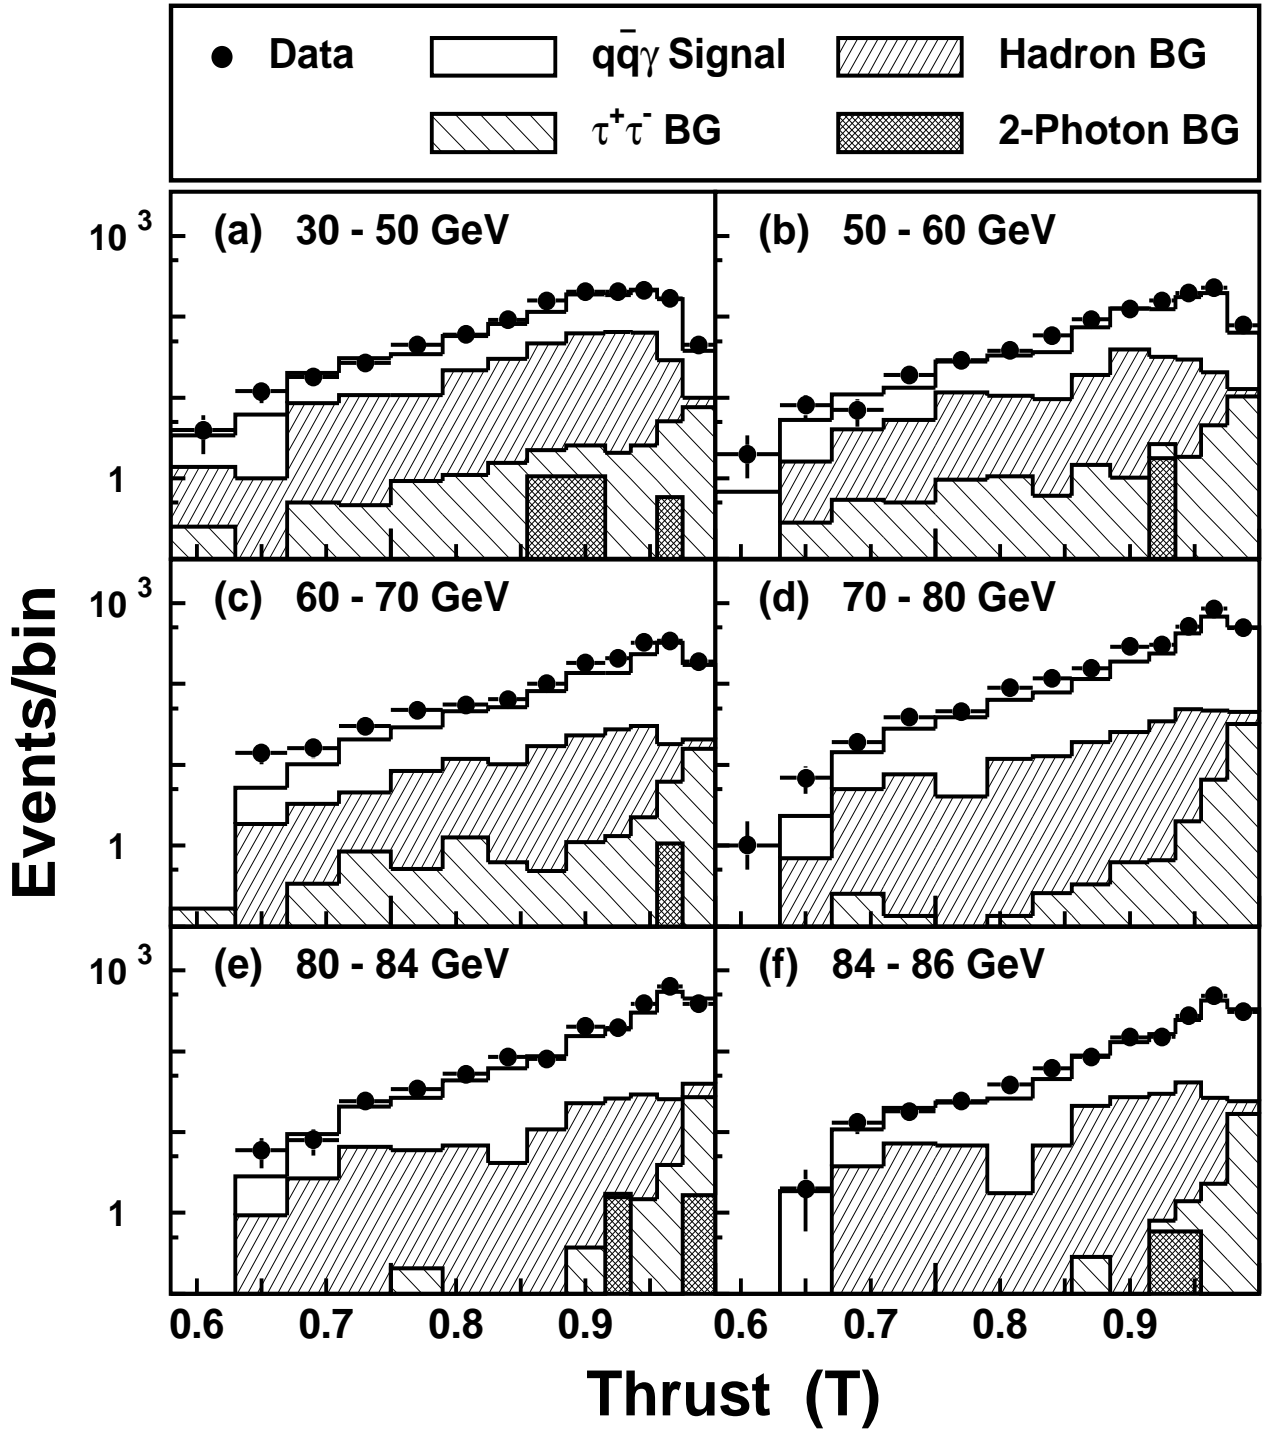 Data qq̄γ Signal Hadron BG
τ⁺τ⁻ BG 2-Photon BG
(a) 30 - 50 GeV
(b) 50 - 60 GeV
10³
1
(c) 60 - 70 GeV
(d) 70 - 80 GeV
10³
1
(e) 80 - 84 GeV
(f) 84 - 86 GeV
10³
1
0.6 0.7 0.8 0.9 0.6 0.7 0.8 0.9
Events/bin
Thrust (T)